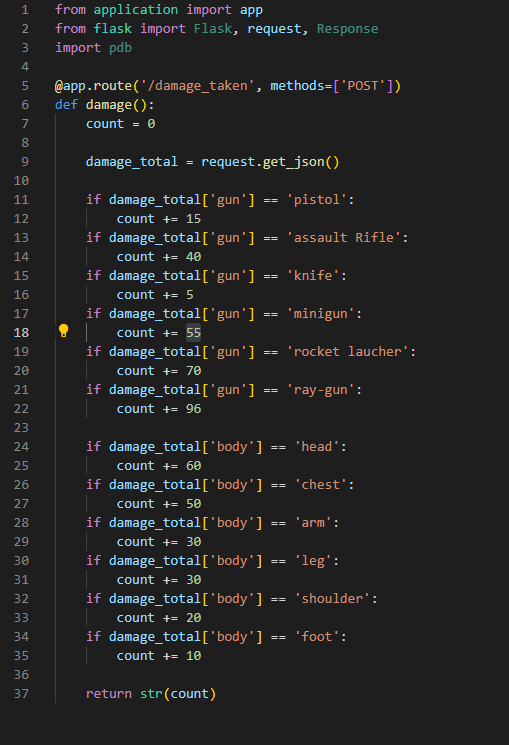 1 from application import app
2 from flask import Flask, request, Response
3 import pdb
4
5 @app.route('/damage_taken', methods=['POST'])
6 def damage():
7     count = 0
8
9     damage_total = request.get_json()
10
11     if damage_total['gun'] == 'pistol':
12         count += 15
13     if damage_total['gun'] == 'assault Rifle':
14         count += 40
15     if damage_total['gun'] == 'knife':
16         count += 5
17     if damage_total['gun'] == 'minigun':
18         count += 55
19     if damage_total['gun'] == 'rocket laucher':
20         count += 70
21     if damage_total['gun'] == 'ray-gun':
22         count += 96
23
24     if damage_total['body'] == 'head':
25         count += 60
26     if damage_total['body'] == 'chest':
27         count += 50
28     if damage_total['body'] == 'arm':
29         count += 30
30     if damage_total['body'] == 'leg':
31         count += 30
32     if damage_total['body'] == 'shoulder':
33         count += 20
34     if damage_total['body'] == 'foot':
35         count += 10
36
37     return str(count)